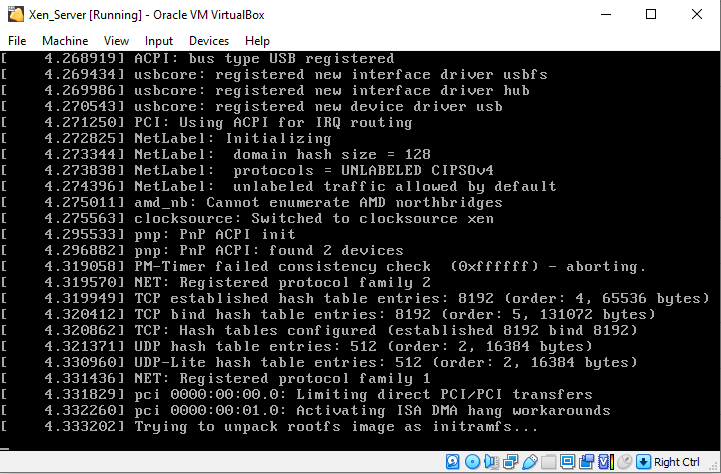 Xen_Server [Running] - Oracle VM VirtualBox
File Machine View Input Devices Help
[    4.268919] ACPI: bus type USB registered
[    4.269434] usbcore: registered new interface driver usbfs
[    4.269986] usbcore: registered new interface driver hub
[    4.270543] usbcore: registered new device driver usb
[    4.271250] PCI: Using ACPI for IRQ routing
[    4.272825] NetLabel: Initializing
[    4.273344] NetLabel:  domain hash size = 128
[    4.273838] NetLabel:  protocols = UNLABELED CIPSOv4
[    4.274396] NetLabel:  unlabeled traffic allowed by default
[    4.275011] amd_nb: Cannot enumerate AMD northbridges
[    4.275563] clocksource: Switched to clocksource xen
[    4.295533] pnp: PnP ACPI init
[    4.296882] pnp: PnP ACPI: found 2 devices
[    4.319058] PM-Timer failed consistency check  (0xffffff) - aborting.
[    4.319570] NET: Registered protocol family 2
[    4.319949] TCP established hash table entries: 8192 (order: 4, 65536 bytes)
[    4.320412] TCP bind hash table entries: 8192 (order: 5, 131072 bytes)
[    4.320862] TCP: Hash tables configured (established 8192 bind 8192)
[    4.321371] UDP hash table entries: 512 (order: 2, 16384 bytes)
[    4.330960] UDP-Lite hash table entries: 512 (order: 2, 16384 bytes)
[    4.331436] NET: Registered protocol family 1
[    4.331829] pci 0000:00:00.0: Limiting direct PCI/PCI transfers
[    4.332260] pci 0000:00:01.0: Activating ISA DMA hang workarounds
[    4.333202] Trying to unpack rootfs image as initramfs...
Right Ctrl